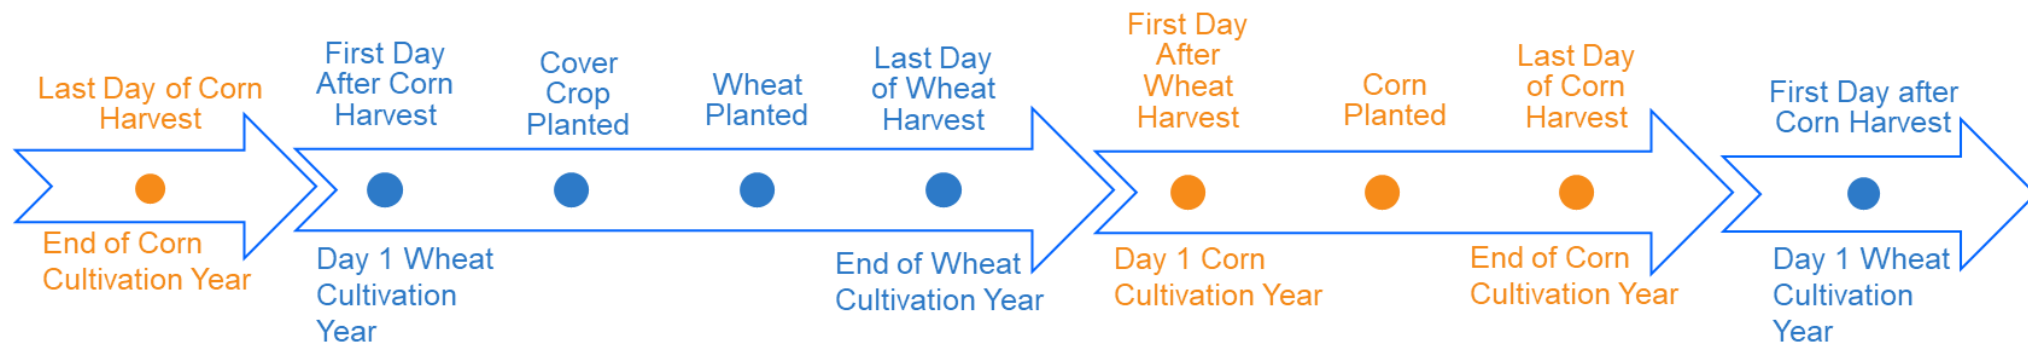 Last Day of Corn
Harvest
End of Corn
Cultivation Year
First Day
After Corn
Harvest
Day 1 Wheat
Cultivation
Year
Cover
Crop
Planted
Wheat
Planted
Last Day
of Wheat
Harvest
End of Wheat
Cultivation Year
First Day
After
Wheat
Harvest
Day 1 Corn
Cultivation Year
Corn
Planted
Last Day
of Corn
Harvest
End of Corn
Cultivation Year
First Day after
Corn Harvest
Day 1 Wheat
Cultivation
Year